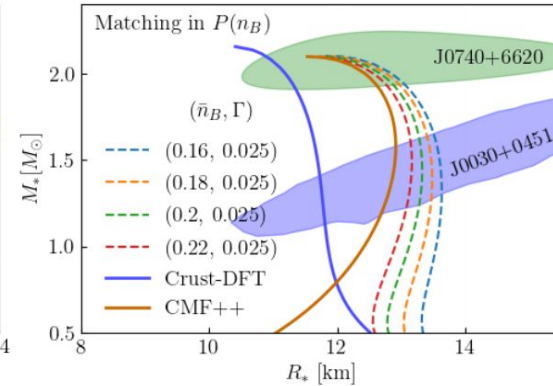 Matching in P(n_B)
J0740+6620
(n̄_B, Γ)
(0.16, 0.025)
(0.18, 0.025)
(0.2, 0.025)
(0.22, 0.025)
Crust-DFT
CMF++
J0030+0451
M_*[M_⊙]
2.0
1.5
1.0
0.5
4
8
10
12
14
R_* [km]